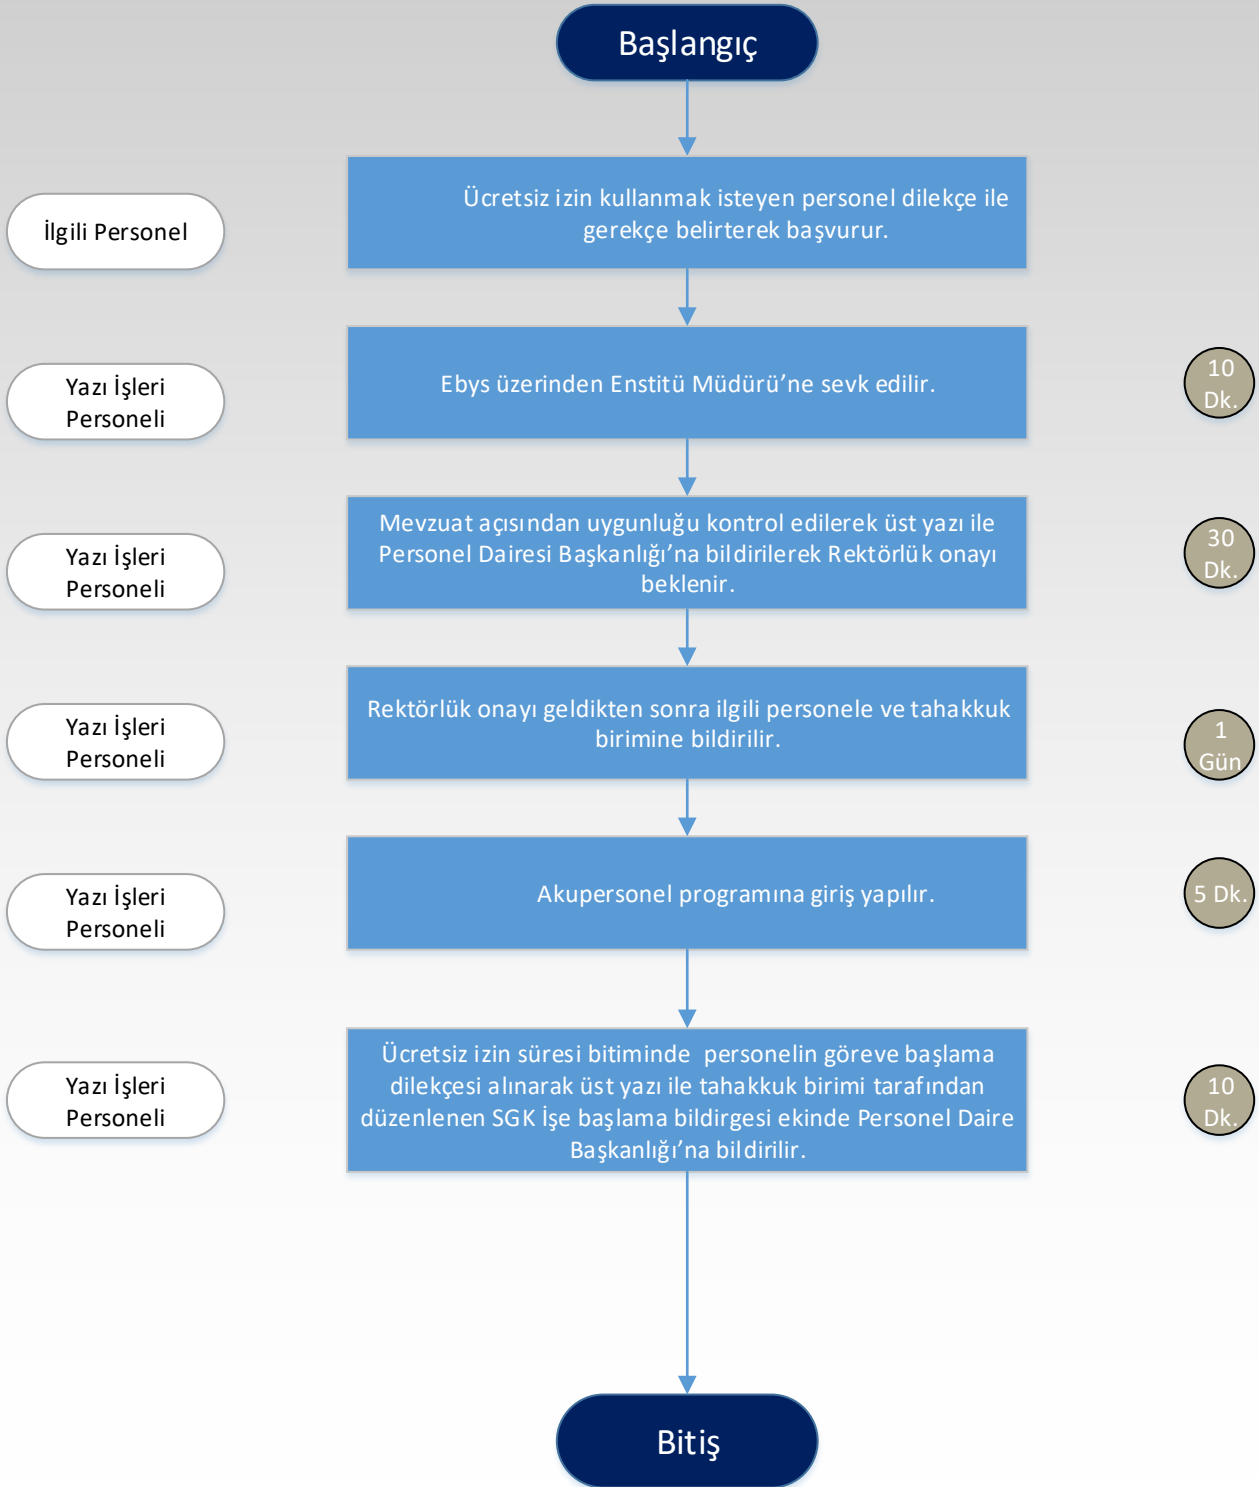 Başlangıç
İlgili Personel
Ücretsiz izin kullanmak isteyen personel dilekçe ile
gerekçe belirterek başvurur.
Yazı İşleri
Personeli
Ebys üzerinden Enstitü Müdürü’ne sevk edilir.
10
Dk.
Yazı İşleri
Personeli
Mevzuat açısından uygunluğu kontrol edilerek üst yazı ile
Personel Dairesi Başkanlığı’na bildirilerek Rektörlük onayı
beklenir.
30
Dk.
Yazı İşleri
Personeli
Rektörlük onayı geldikten sonra ilgili personele ve tahakkuk
birimine bildirilir.
1
Gün
Yazı İşleri
Personeli
Akupersonel programına giriş yapılır.
5 Dk.
Yazı İşleri
Personeli
Ücretsiz izin süresi bitiminde personelin göreve başlama
dilekçesi alınarak üst yazı ile tahakkuk birimi tarafından
düzenlenen SGK İşe başlama bildirgesi ekinde Personel Daire
Başkanlığı’na bildirilir.
10
Dk.
Bitiş